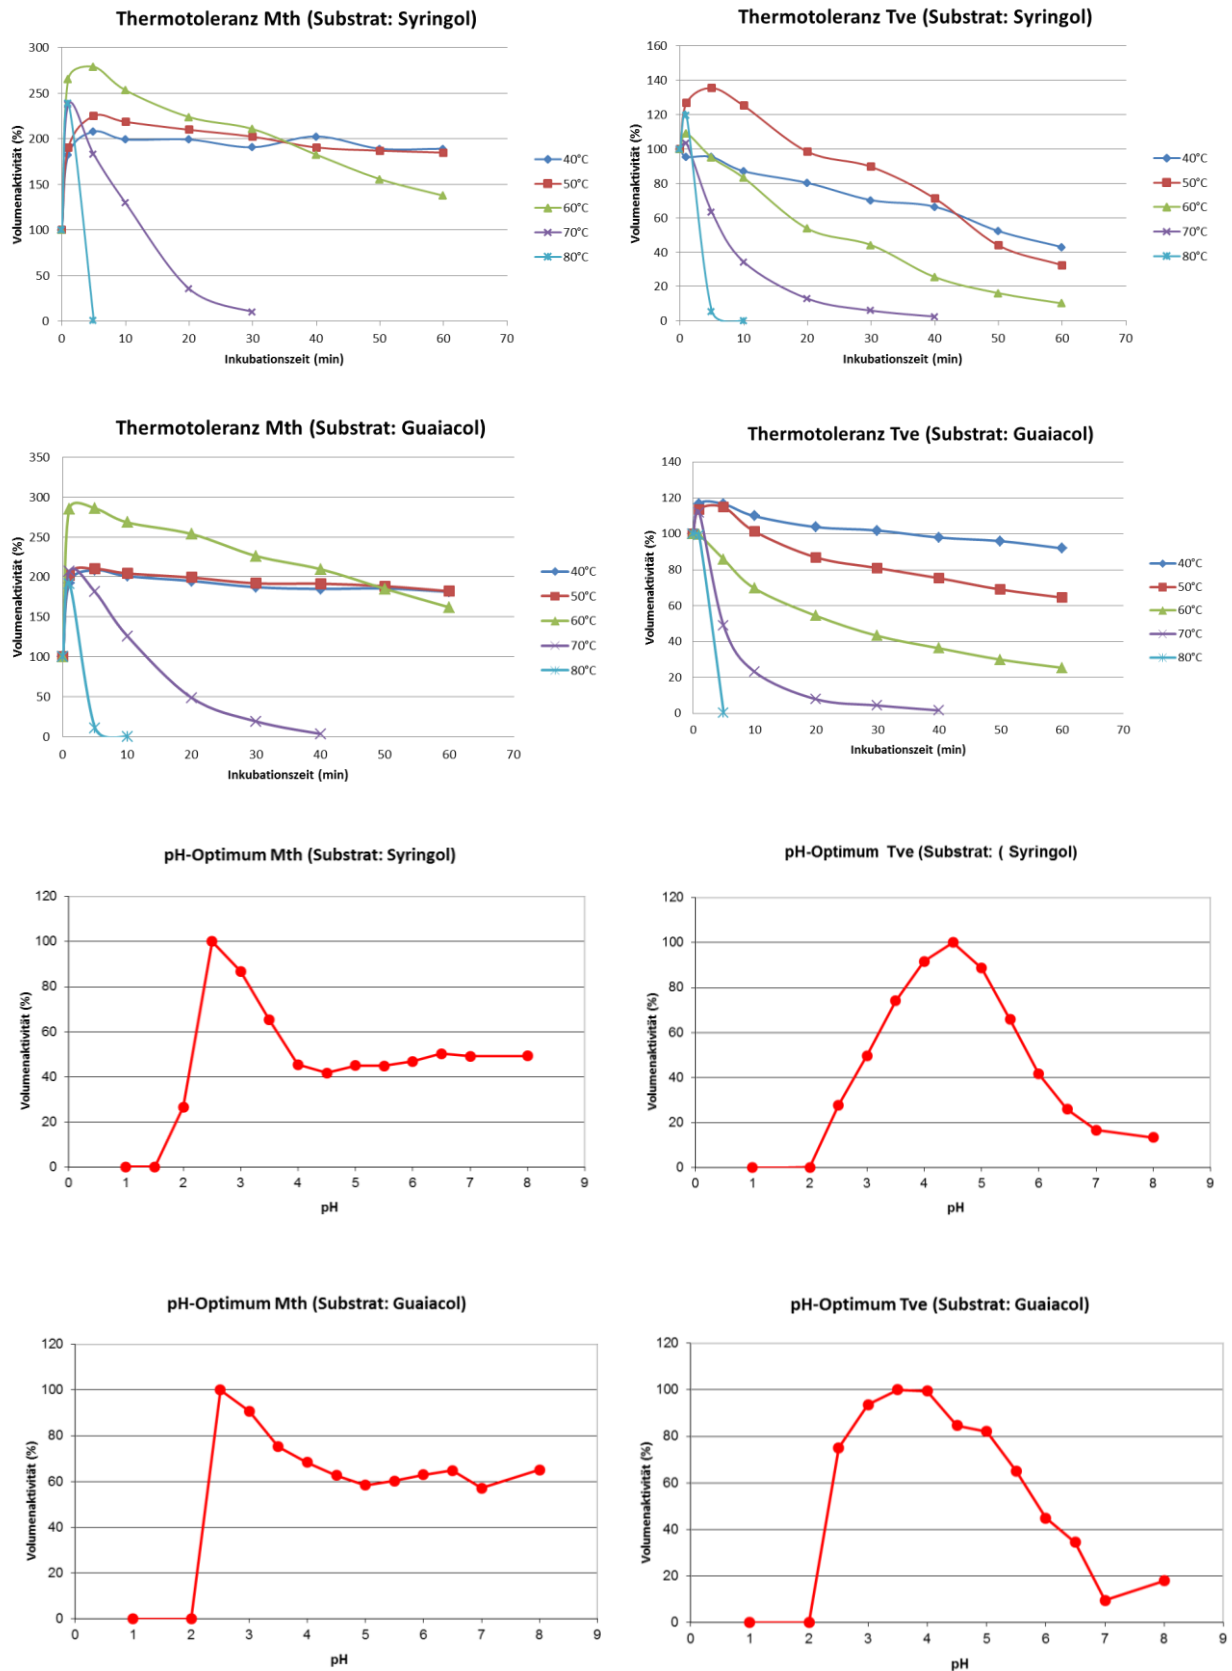 Thermotoleranz Mth (Substrat: Syringol)
300
250
200
150
100
50
0
0 10 20 30 40 50 60 70
Volumenaktivität (%)
Inkubationszeit (min)
40°C
50°C
60°C
70°C
80°C
Thermotoleranz Tve (Substrat: Syringol)
160
140
120
100
80
60
40
20
0
0 10 20 30 40 50 60 70
Volumenaktivität (%)
Inkubationszeit (min)
40°C
50°C
60°C
70°C
80°C
Thermotoleranz Mth (Substrat: Guaiacol)
350
300
250
200
150
100
50
0
0 10 20 30 40 50 60 70
Volumenaktivität (%)
Inkubationszeit (min)
40°C
50°C
60°C
70°C
80°C
Thermotoleranz Tve (Substrat: Guaiacol)
140
120
100
80
60
40
20
0
0 10 20 30 40 50 60 70
Volumenaktivität (%)
Inkubationszeit (min)
40°C
50°C
60°C
70°C
80°C
pH-Optimum Mth (Substrat: Syringol)
120
100
80
60
40
20
0
0 1 2 3 4 5 6 7 8 9
Volumenaktivität (%)
pH
pH-Optimum Tve (Substrat: ( Syringol)
120
100
80
60
40
20
0
0 1 2 3 4 5 6 7 8 9
Volumenaktivität (%)
pH
pH-Optimum Mth (Substrat: Guaiacol)
120
100
80
60
40
20
0
0 1 2 3 4 5 6 7 8 9
Volumenaktivität (%)
pH
pH-Optimum Tve (Substrat: Guaiacol)
120
100
80
60
40
20
0
0 1 2 3 4 5 6 7 8 9
Volumenaktivität (%)
pH